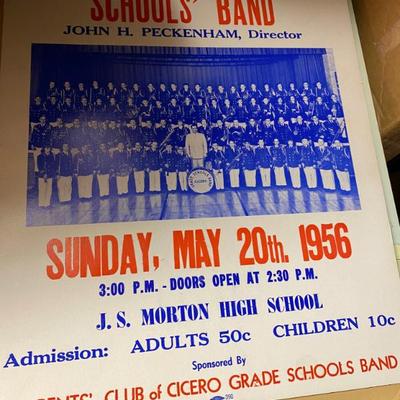 SCHOOLS' BAND
JOHN H. PECKENHAM, Director
SUNDAY, MAY 20th. 1956
3:00 P.M. - DOORS OPEN AT 2:30 P.M.
J. S. MORTON HIGH SCHOOL
Admission: ADULTS 50c CHILDREN 10c
Sponsored By
ENTS' CLUB of CICERO GRADE SCHOOLS BAND